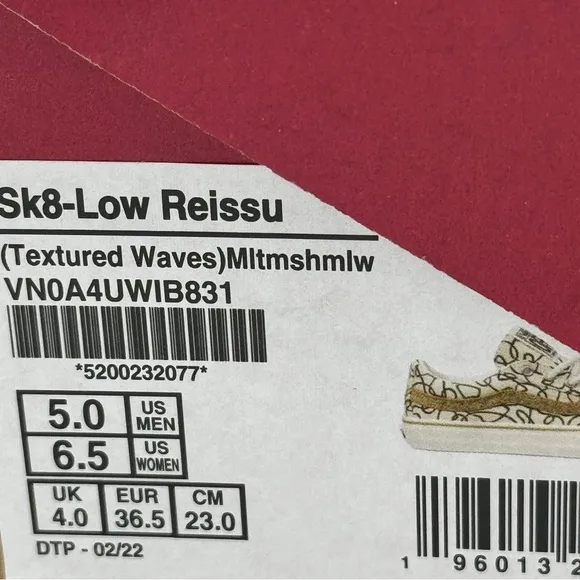 Sk8-Low Reissu
(Textured Waves)Mltmshmlw
VN0A4UWIB831
*5200232077*
5.0 US MEN
6.5 US WOMEN
UK EUR CM
4.0 36.5 23.0
DTP - 02/22
1 96013 2